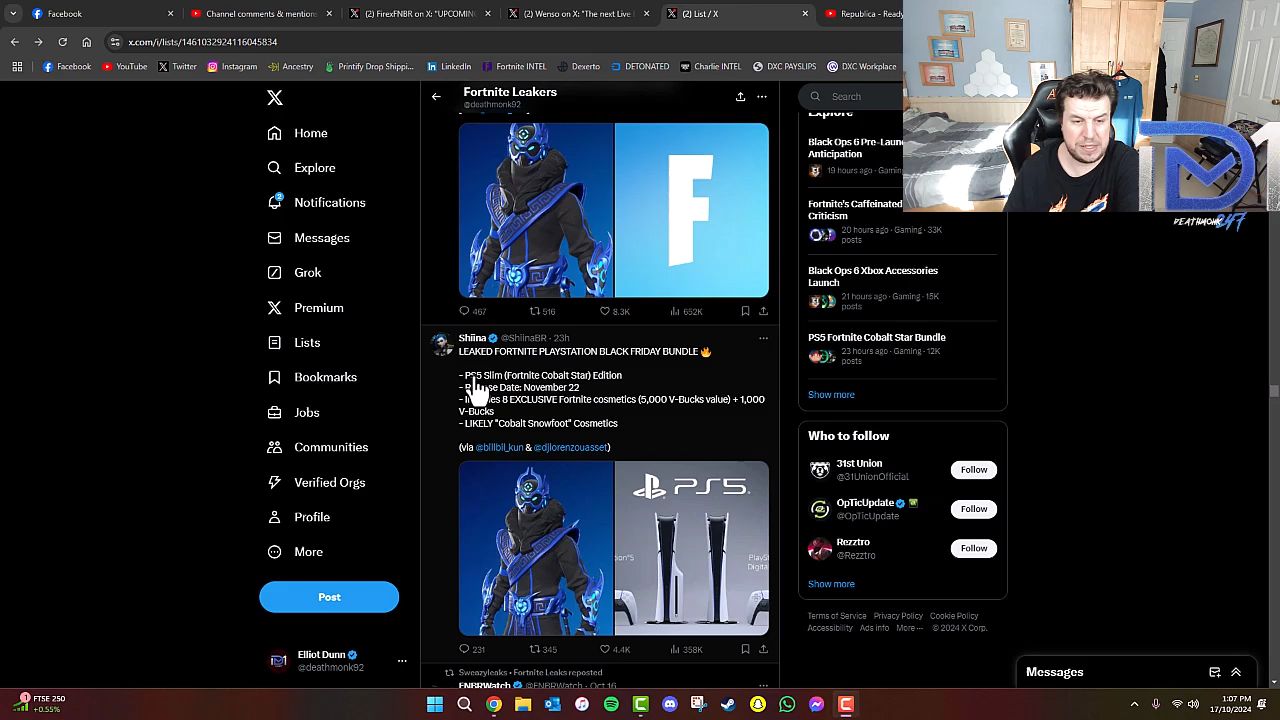 Facebook
Channel comments & mentions
(2) FirexFNBR on X: "UPCOMIN
(2) Wenso on X: "The next Live
(2) List / X
Republica - Ready
x.com/i/lists/1461032924116045834
Facebook
YouTube
Twitter
Instagram
-
Printify Drop Shippi...
LinkedIn
Fortnite INTEL
Dexerto
DETONATED
Charlie INTEL
DXC PAYSL
DXC Workplace
Fortnite Leakers
@deathmonk92
Search
Home
Explore
Notifications
Messages
Grok
Premium
Lists
Bookmarks
Jobs
Communities
Verified Orgs
Profile
More
Post
Elliot Dunn
@deathmonk92
467
516
8.3K
652K
Shiina @ShiinaBR · 23h
LEAKED FORTNITE PLAYSTATION BLACK FRIDAY BUNDLE 🔥
- PS5 Slim (Fortnite Cobalt Star) Edition
Date: November 22
8 EXCLUSIVE Fortnite cosmetics (5,000 V-Bucks value) + 1,000
V-Bucks
- LIKELY "Cobalt Snowfoot" Cosmetics
(via @billbil_kun & @djlorenzouasset)
PS5
231
345
4.4K
358K
Sweazyleaks • Fortnite Leaks reposted
FNBRWatch @FNBRWatch · Oct 16
Explore
Black Ops 6 Pre-Laun
Anticipation
19 hours ago · Gamin
Fortnite's Caffeinated
Criticism
20 hours ago · Gaming · 33K
posts
Black Ops 6 Xbox Accessories
Launch
21 hours ago · Gaming · 15K
posts
PS5 Fortnite Cobalt Star Bundle
23 hours ago · Gaming · 12K
posts
Show more
Who to follow
31st Union
@31UnionOfficial
Follow
OpTicUpdate
@OpTicUpdate
Follow
Rezztro
@Rezztro
Follow
Show more
Terms of Service Privacy Policy Cookie Policy
Accessibility Ads info More ··· © 2024 X Corp.
Messages
DEATHMONK 247
FTSE 250
+0.55%
1:07 PM
17/10/2024